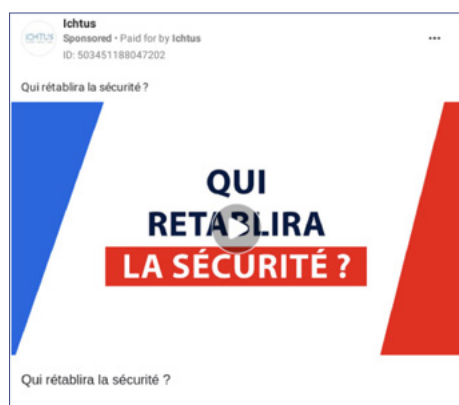 Ichtus
Sponsored • Paid for by Ichtus
ID: 503451188047202
Qui rétablira la sécurité ?
QUI
RETABLIRA
LA SÉCURITÉ ?
Qui rétablira la sécurité ?